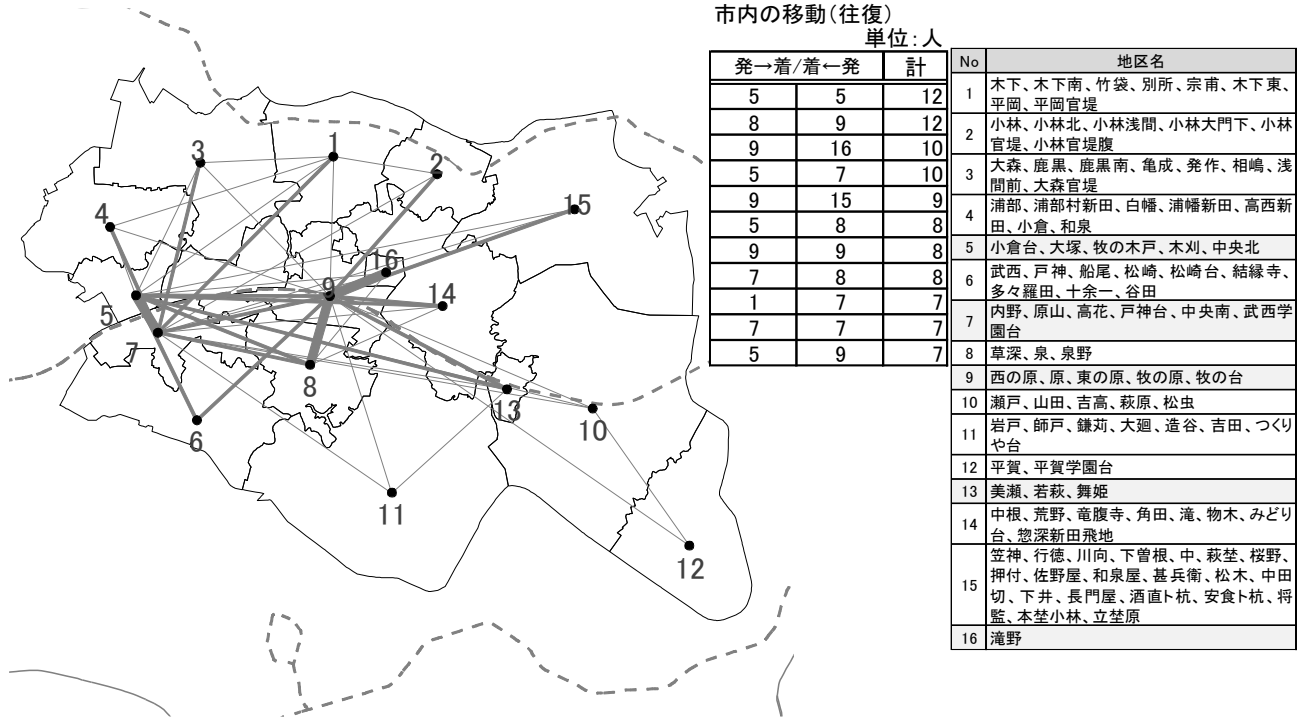 市内の移動(往復)
単位:人
発→着/着←発 計
5 5 12
8 9 12
9 16 10
5 7 10
9 15 9
5 8 8
9 9 8
7 8 8
1 7 7
7 7 7
5 9 7
No 地区名
1 木下、木下南、竹袋、別所、宗甫、木下東、
平岡、平岡官堤
2 小林、小林北、小林浅間、小林大門下、小林
官堤、小林官堤腹
3 大森、鹿黒、鹿黒南、亀成、発作、相嶋、浅
間前、大森官堤
4 浦部、浦部村新田、白幡、浦幡新田、高西新
田、小倉、和泉
5 小倉台、大塚、牧の木戸、木刈、中央北
6 武西、戸神、船尾、松崎、松崎台、結縁寺、
多々羅田、十余一、谷田
7 内野、原山、高花、戸神台、中央南、武西学
園台
8 草深、泉、泉野
9 西の原、原、東の原、牧の原、牧の台
10 瀬戸、山田、吉高、萩原、松虫
11 岩戸、師戸、鎌苅、大廻、造谷、吉田、つくり
や台
12 平賀、平賀学園台
13 美瀬、若萩、舞姫
14 中根、荒野、竜腹寺、角田、滝、物木、みどり
台、惣深新田飛地
15 笠神、行徳、川向、下曽根、中、萩埜、桜野、
押付、佐野屋、和泉屋、甚兵衛、松木、中田
切、下井、長門屋、酒直ト杭、安食ト杭、将
監、本埜小林、立埜原
16 滝野
1
3
2
4
15
16
9
14
5
7
8
13
10
6
11
12